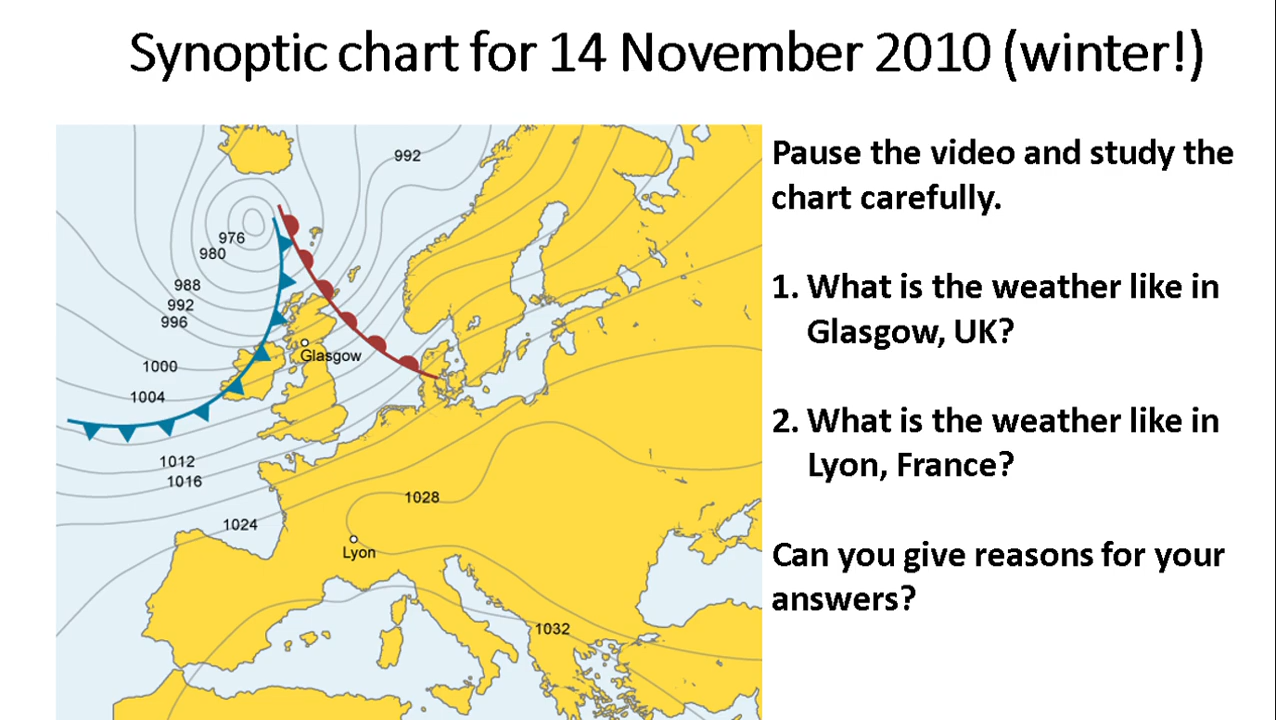 Synoptic chart for 14 November 2010 (winter!)
992
976
980
988
992
996
1000
1004
1012
1016
1024
1028
1032
Glasgow
Lyon
Pause the video and study the
chart carefully.
1. What is the weather like in
Glasgow, UK?
2. What is the weather like in
Lyon, France?
Can you give reasons for your
answers?